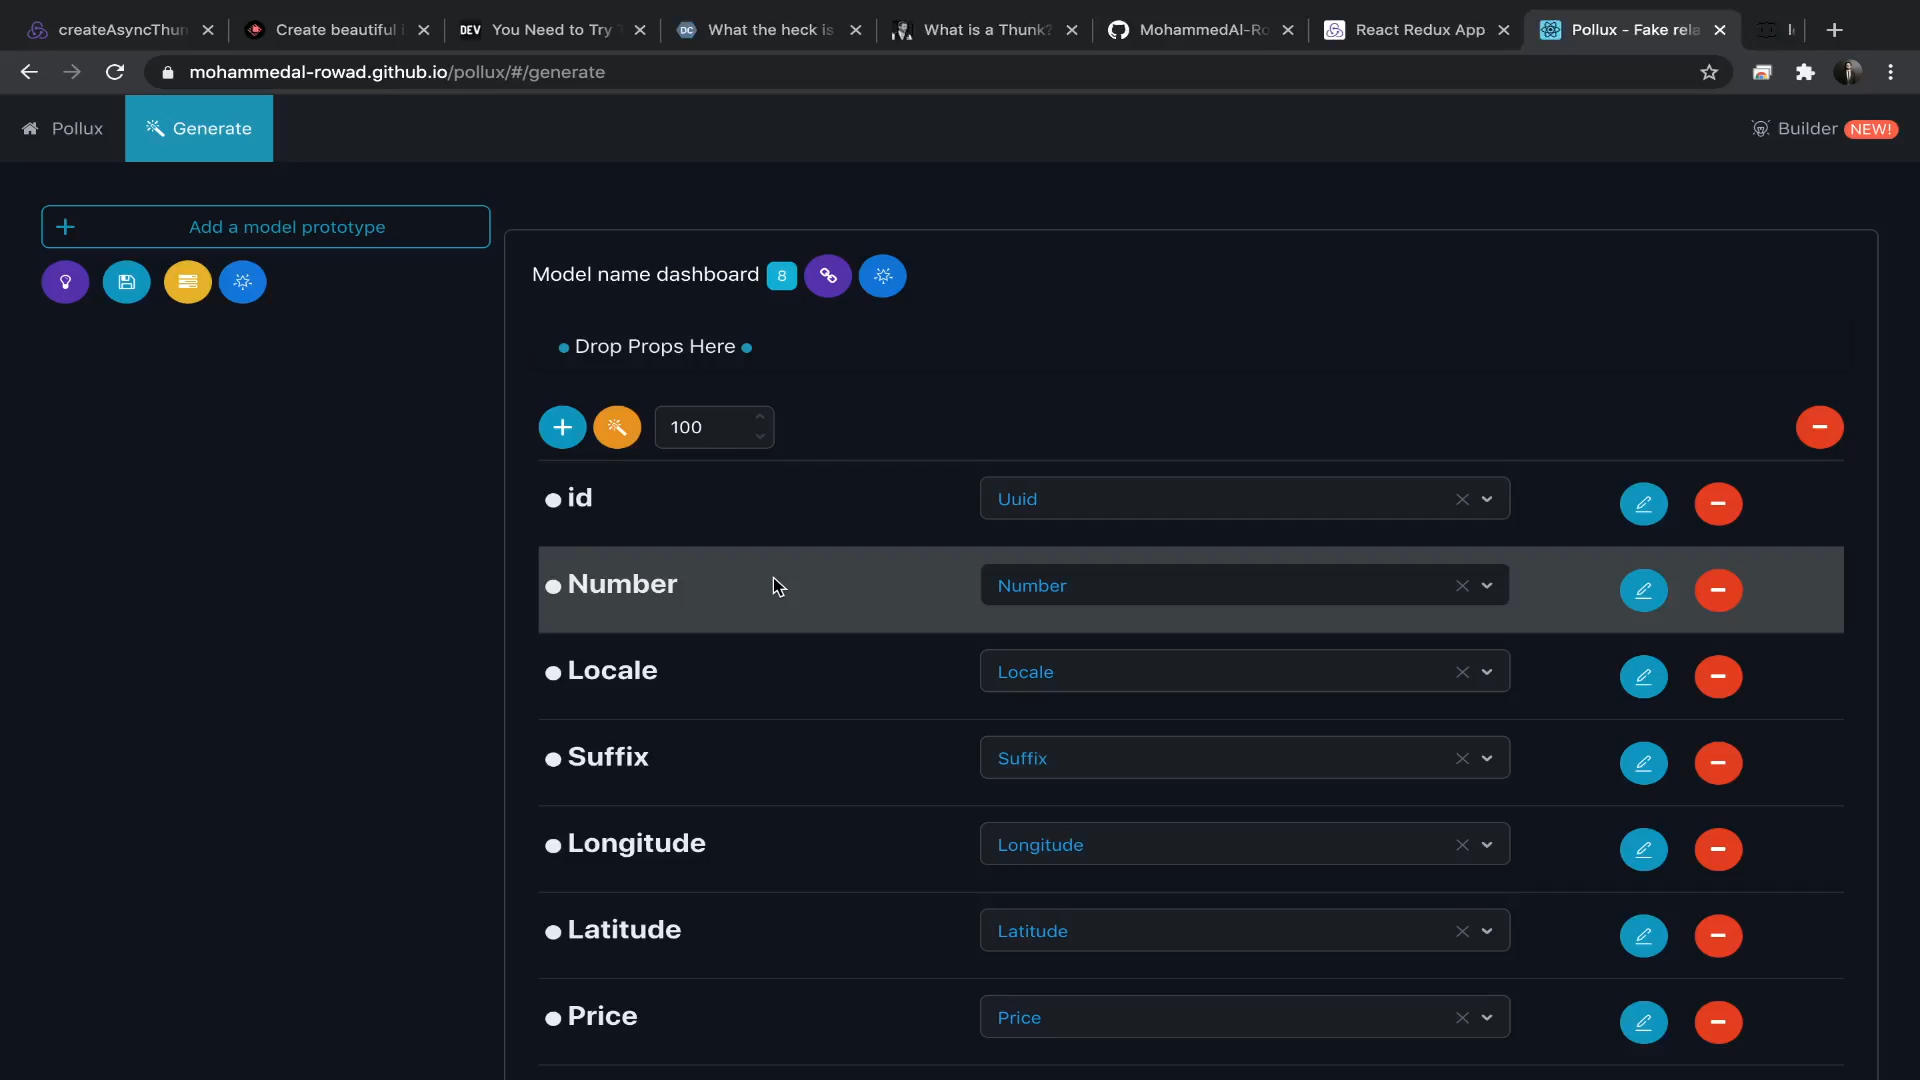 createAsyncThun
Create beautiful i
DEV You Need to Try
DC What the heck is
What is a Thunk?
MohammedAl-Ro
React Redux App
Pollux - Fake rela
mohammedal-rowad.github.io/pollux/#/generate
Pollux
Generate
Builder NEW!
Add a model prototype
Model name dashboard 8
Drop Props Here
100
id Uuid
Number Number
Locale Locale
Suffix Suffix
Longitude Longitude
Latitude Latitude
Price Price